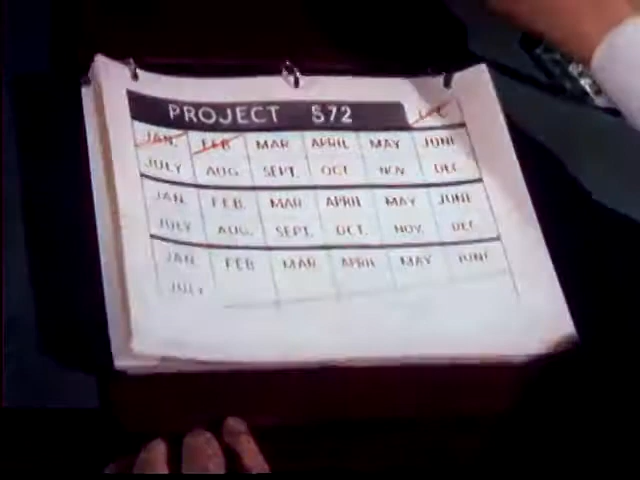 PROJECT 572 DEC.
JAN. FEB MAR APRIL MAY JUNE
JULY AUG. SEPT. OCT. NOV. DEC.
JAN. FEB. MAR APRIL MAY JUNE
JULY AUG. SEPT. OCT. NOV. DEC.
JAN. FEB MAR APRIL MAY JUNE
JULY